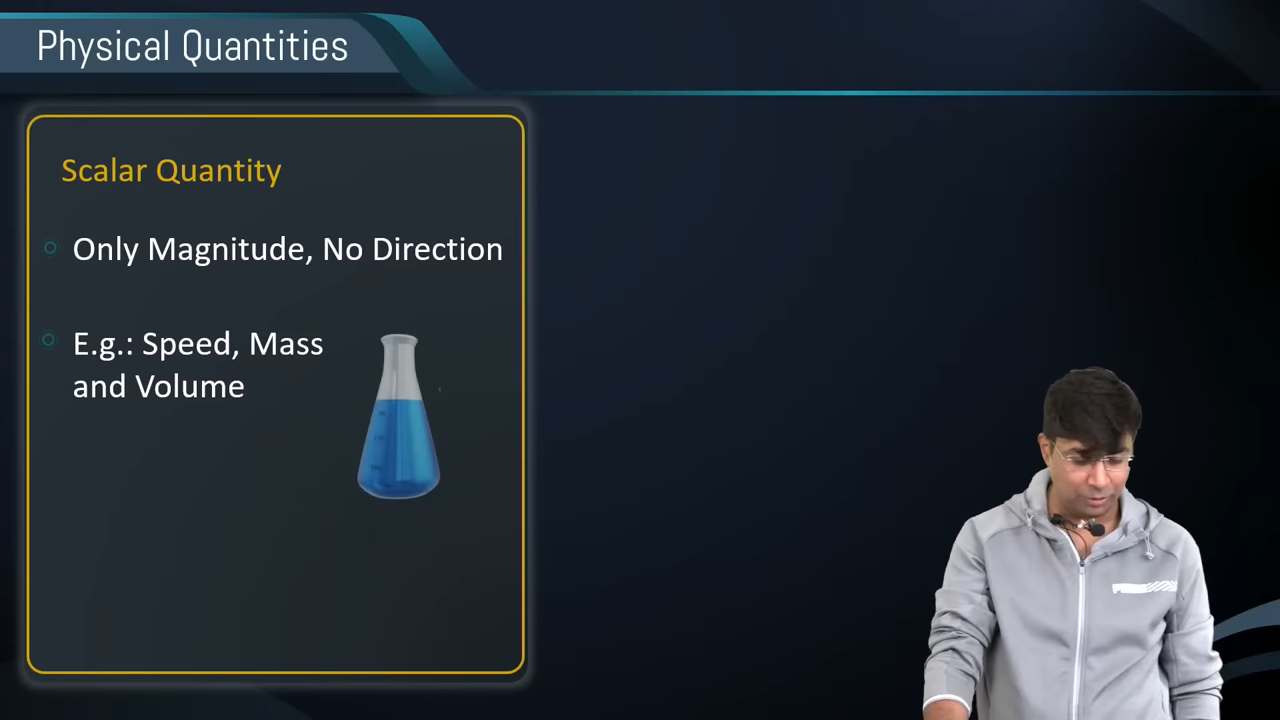 Physical Quantities
Scalar Quantity
Only Magnitude, No Direction
E.g.: Speed, Mass
and Volume